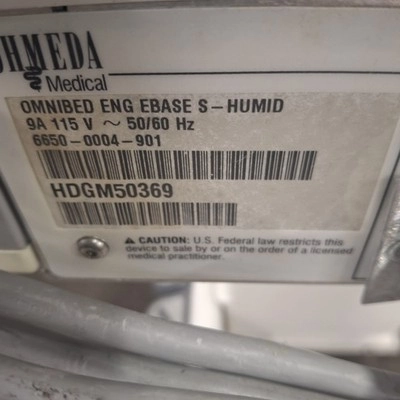 OHMEDA
Medical
OMNIBED ENG EBASE S-HUMID
9A 115 V ~ 50/60 Hz
6650-0004-901
HDGM50369
⚠ CAUTION: U.S. Federal law restricts this
device to sale by or on the order of a licensed
medical practitioner.